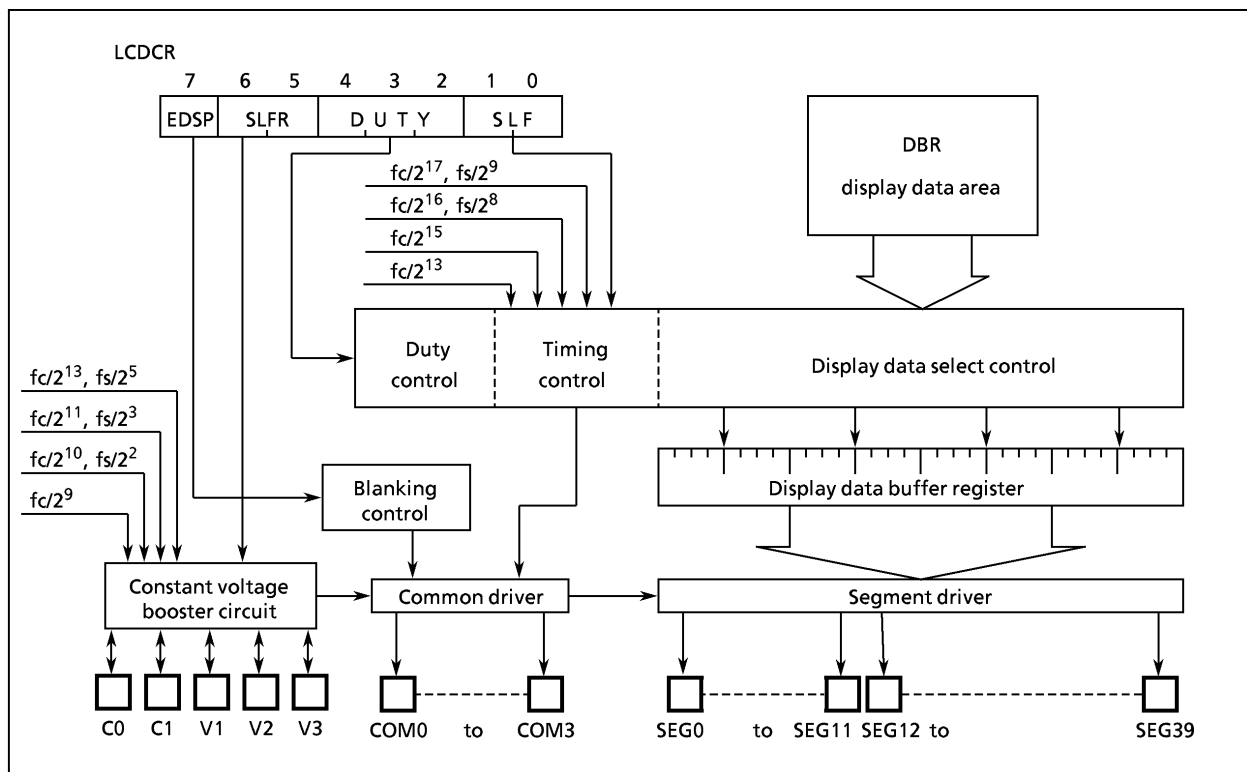 LCDCR
7 6 5 4 3 2 1 0
EDSP SLFR D U T Y S L F
DBR
display data area
fc/2^17, fs/2^9
fc/2^16, fs/2^8
fc/2^15
fc/2^13
Duty
control
Timing
control
Display data select control
fc/2^13, fs/2^5
fc/2^11, fs/2^3
fc/2^10, fs/2^2
fc/2^9
Blanking
control
Display data buffer register
Constant voltage
booster circuit
Common driver
Segment driver
C0 C1 V1 V2 V3 COM0 to COM3 SEG0 to SEG11 SEG12 to SEG39